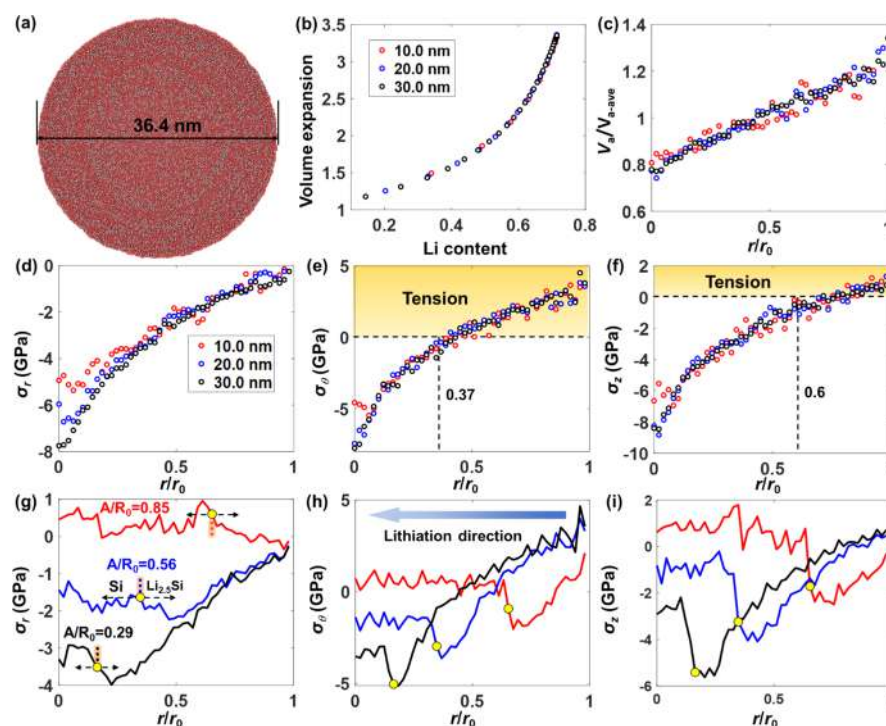 (a)
36.4 nm
(b)
Volume expansion
3.5
3
2.5
2
1.5
1
10.0 nm
20.0 nm
30.0 nm
0.2 0.4 0.6 0.8
Li content
(c)
Va/Va-ave
1.4
1.2
1
0.8
0.6
0 0.5 1
r/r0
(d)
σr (GPa)
0
-2
-4
-6
-8
10.0 nm
20.0 nm
30.0 nm
0 0.5 1
r/r0
(e)
σθ (GPa)
5
0
-5
Tension
0.37
0 0.5 1
r/r0
(f)
σz (GPa)
2
0
-2
-4
-6
-8
-10
Tension
0.6
0 0.5 1
r/r0
(g)
σr (GPa)
1
0
-1
-2
-3
-4
A/R0=0.85
A/R0=0.56
Si Li2.5Si
A/R0=0.29
0 0.5 1
r/r0
(h)
σθ (GPa)
5
0
-5
Lithiation direction
0 0.5 1
r/r0
(i)
σz (GPa)
2
0
-2
-4
-6
0 0.5 1
r/r0